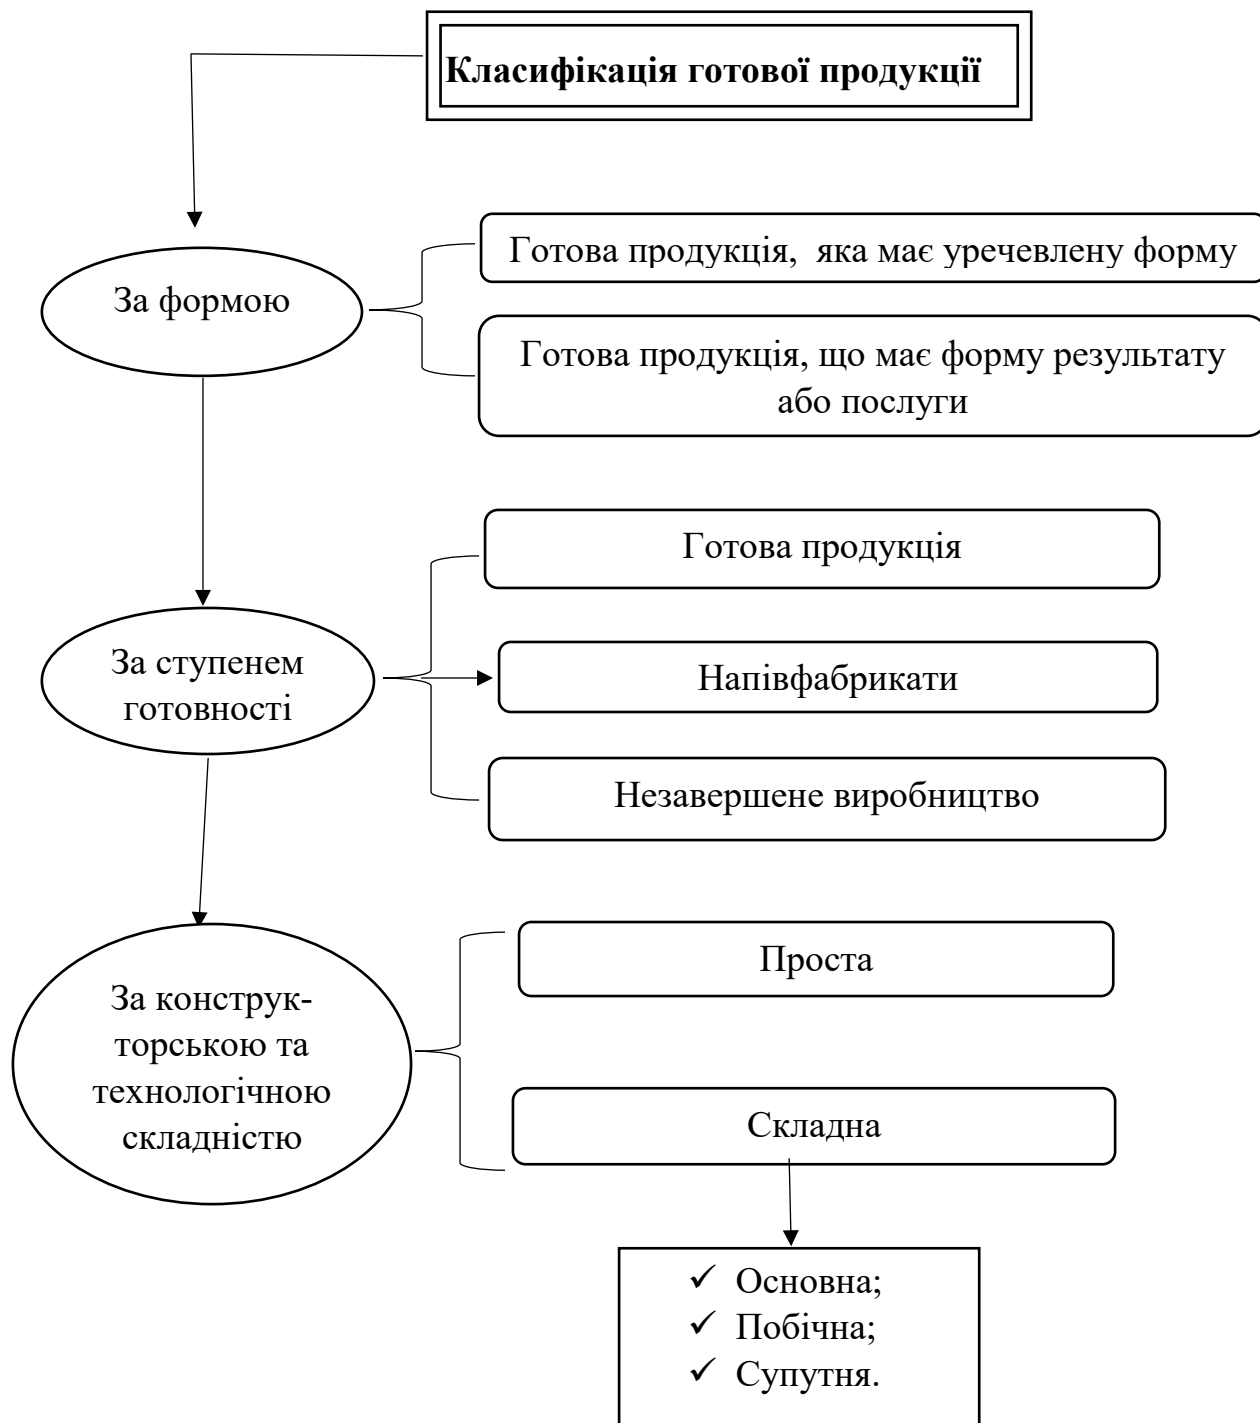 Класифікація готової продукції
За формою
Готова продукція, яка має уречевлену форму
Готова продукція, що має форму результату
або послуги
За ступенем
готовності
Готова продукція
Напівфабрикати
Незавершене виробництво
За конструк-
торською та
технологічною
складністю
Проста
Складна
✓ Основна;
✓ Побічна;
✓ Супутня.